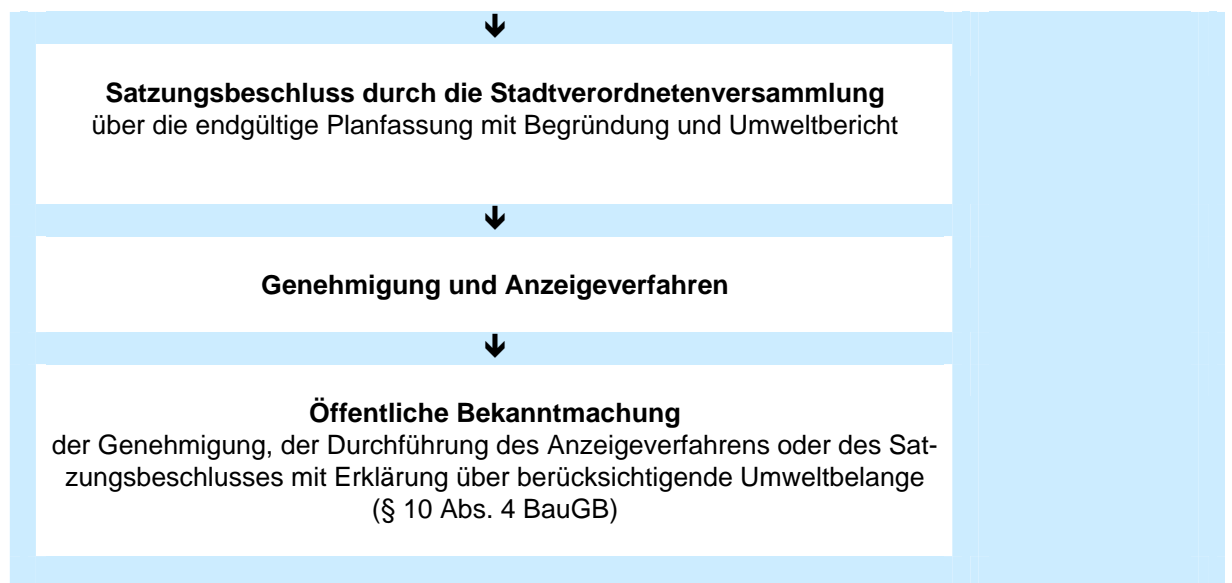 🡻
Satzungsbeschluss durch die Stadtverordnetenversammlung
über die endgültige Planfassung mit Begründung und Umweltbericht
🡻
Genehmigung und Anzeigeverfahren
🡻
Öffentliche Bekanntmachung
der Genehmigung, der Durchführung des Anzeigeverfahrens oder des Sat-
zungsbeschlusses mit Erklärung über berücksichtigende Umweltbelange
(§ 10 Abs. 4 BauGB)